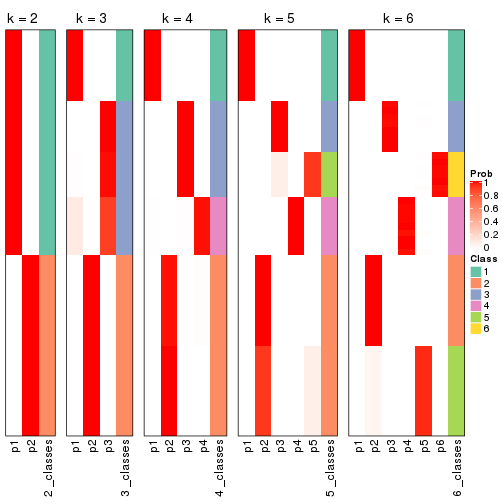 k = 2
k = 3
k = 4
k = 5
k = 6
Prob
1
0.8
0.6
0.4
0.2
0
Class
1
2
3
4
5
6
p1
p2
2_classes
p1
p2
p3
3_classes
p1
p2
p3
p4
4_classes
p1
p2
p3
p4
p5
5_classes
p1
p2
p3
p4
p5
p6
6_classes